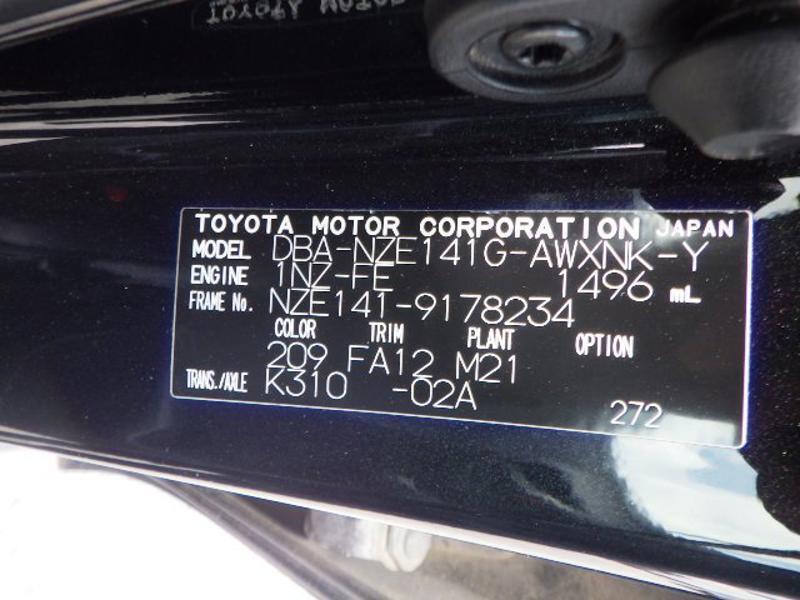 TOYOTA MOTOR CORPORATION JAPAN
MODEL DBA-NZE141G-AWXNK-Y
ENGINE 1NZ-FE 1496 mL
FRAME No. NZE141-9178234
COLOR TRIM PLANT OPTION
209 FA12 M21
TRANS./AXLE K310 -02A
272